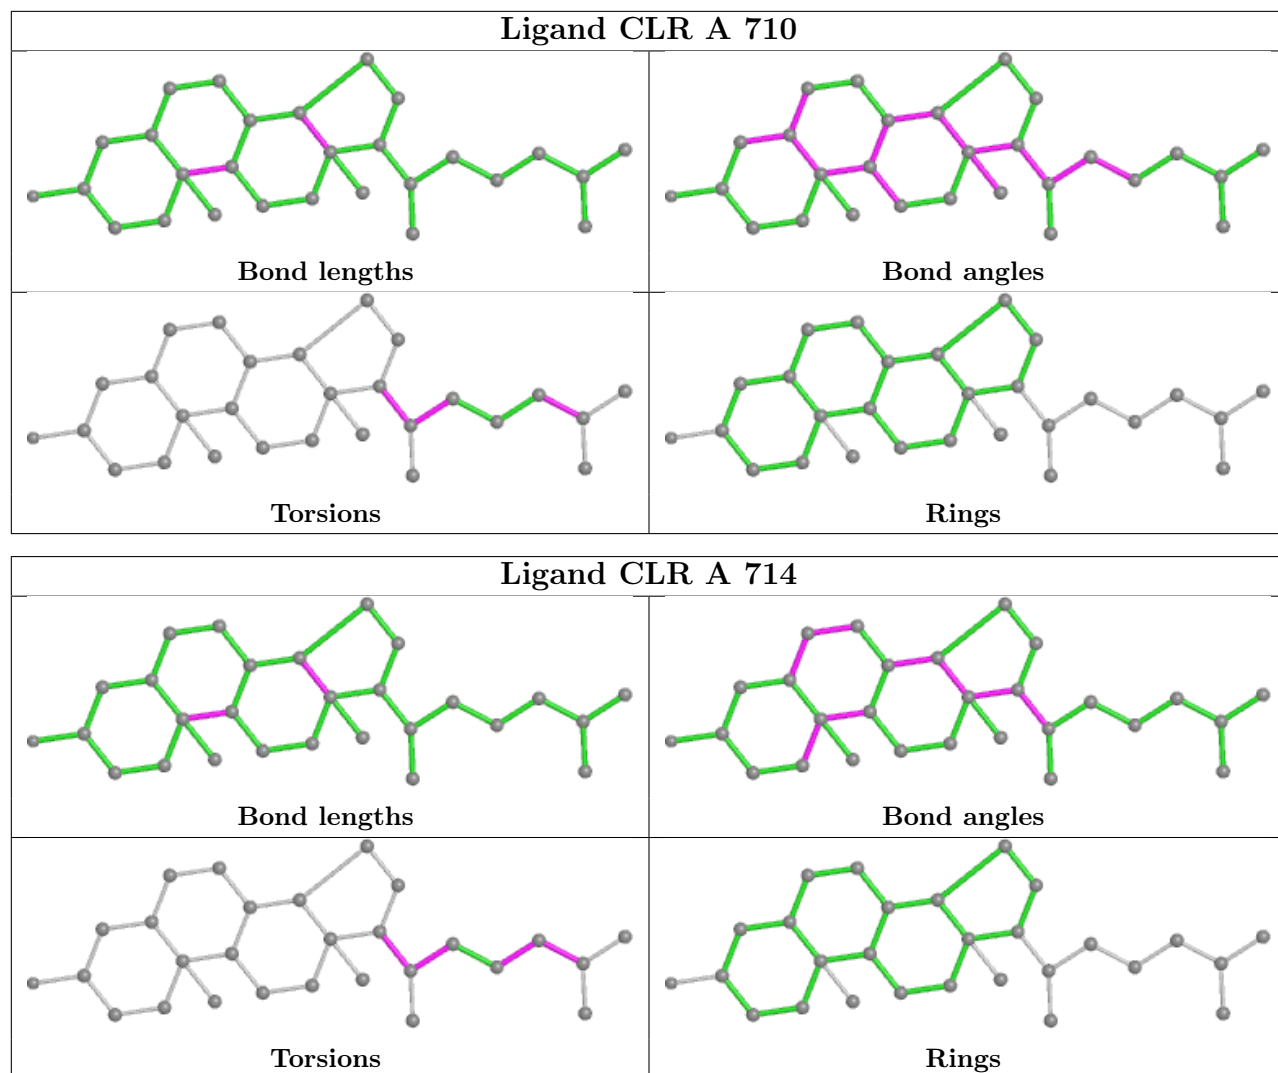 Ligand CLR A 710
Bond lengths
Bond angles
Torsions
Rings
Ligand CLR A 714
Bond lengths
Bond angles
Torsions
Rings